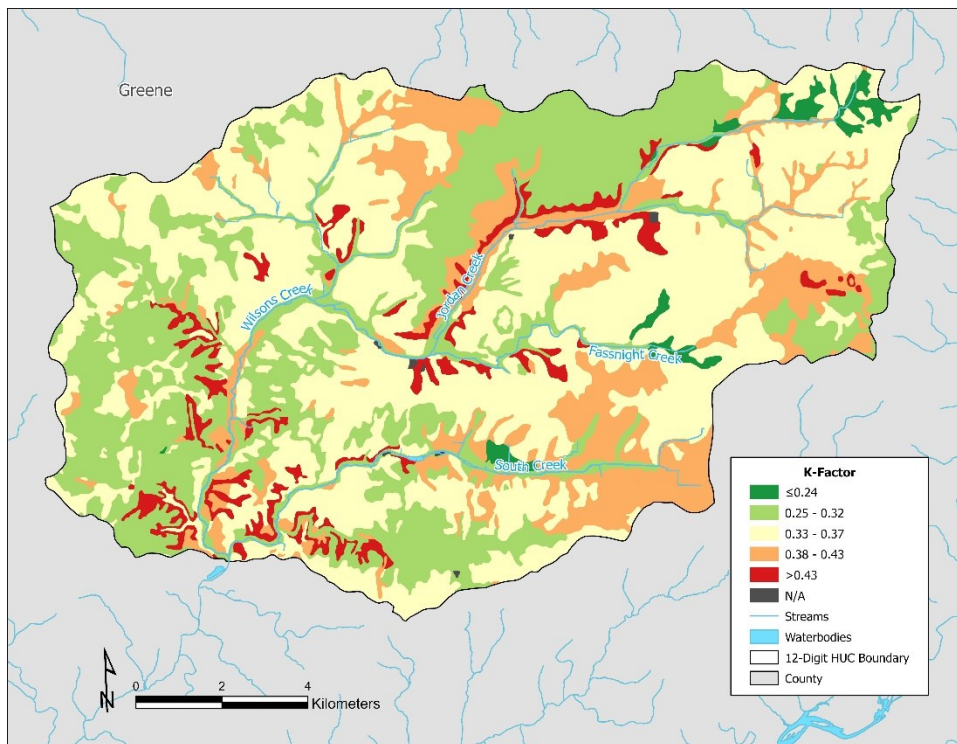 Greene
Wilsons Creek
Jordan Creek
Fassnight Creek
South Creek
K-Factor
≤0.24
0.25 - 0.32
0.33 - 0.37
0.38 - 0.43
>0.43
N/A
Streams
Waterbodies
12-Digit HUC Boundary
County
N
0 2 4
Kilometers